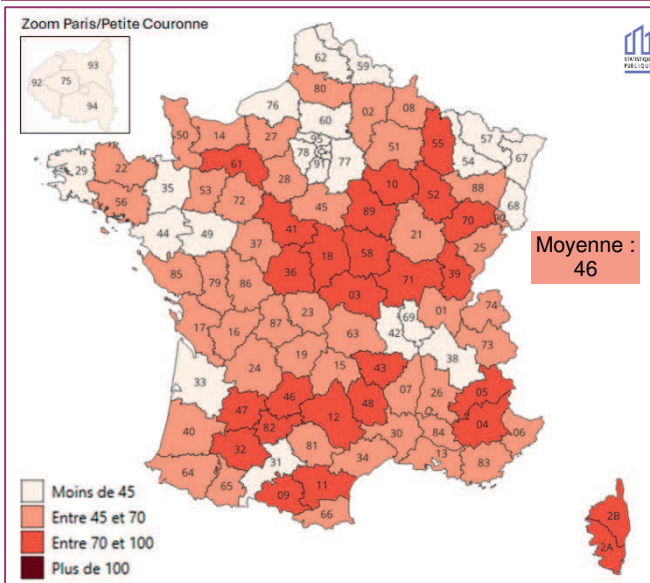 Zoom Paris/Petite Couronne
93
92 75
94
STATISTIQUE
PUBLIQUE
62 59
80
76 02 08
60
50 14 27 95 51 55 57 67
78 77 54
91
61
29 22 28 10 52 88 68
35 53
56 72 45 89 70 90
41
44 49 21 25
37 18 58
Moyenne :
46
36 71 39
85 79 86 03
23 01 74
17 16 87 69
63 42 73
19 38
24 15 43
33 05
46 07 26
47 48
12 04
82
40 30 84 06
32 81
34 13 83
31
64 65 11
09
66
2B
2A
Moins de 45
Entre 45 et 70
Entre 70 et 100
Plus de 100